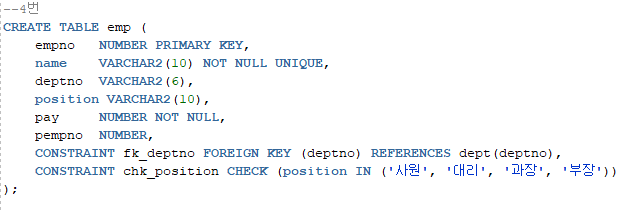 --4번
CREATE TABLE emp (
    empno   NUMBER PRIMARY KEY,
    name    VARCHAR2(10) NOT NULL UNIQUE,
    deptno  VARCHAR2(6),
    position VARCHAR2(10),
    pay     NUMBER NOT NULL,
    pempno  NUMBER,
    CONSTRAINT fk_deptno FOREIGN KEY (deptno) REFERENCES dept(deptno),
    CONSTRAINT chk_position CHECK (position IN ('사원', '대리', '과장', '부장'))
);